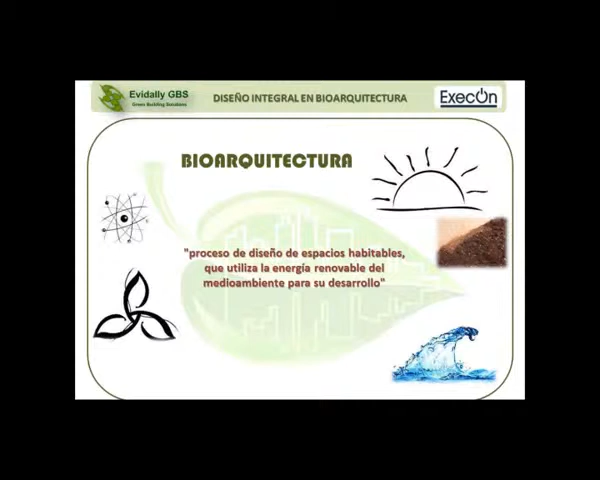 Evidally GBS
Green Building Solutions
DISEÑO INTEGRAL EN BIOARQUITECTURA
ExecOn
BIOARQUITECTURA
"proceso de diseño de espacios habitables,
que utiliza la energía renovable del
medioambiente para su desarrollo"